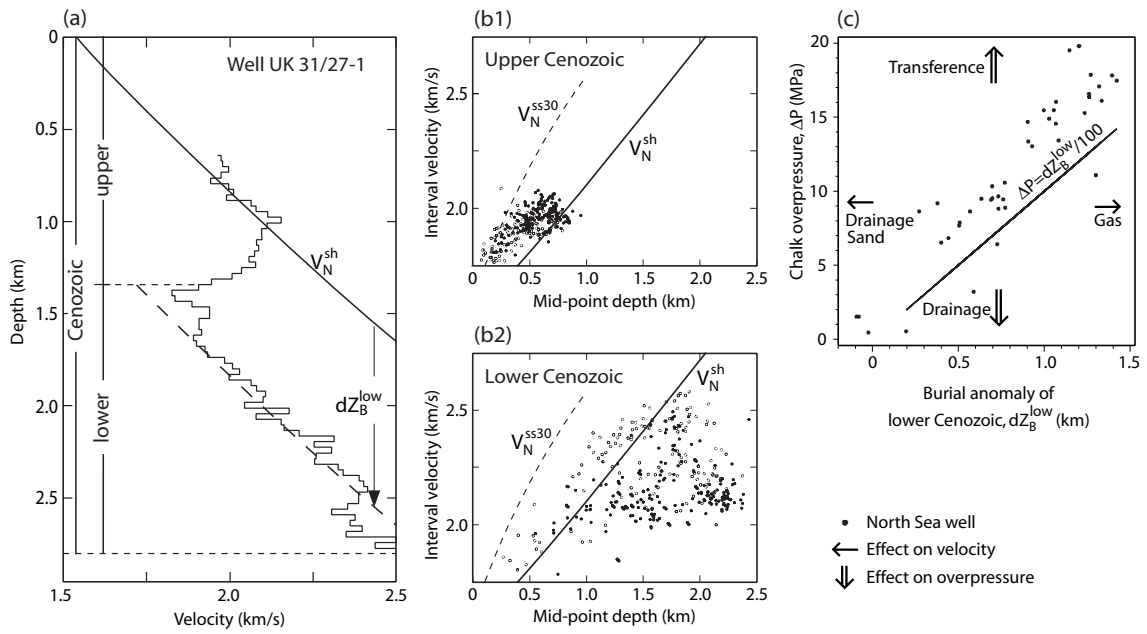 (a)
Well UK 31/27-1
0
0.5
1.0
1.5
2.0
2.5
Depth (km)
Cenozoic
upper
lower
V_N^sh
dZ_B^low
1.5
2.0
2.5
Velocity (km/s)
(b1)
Upper Cenozoic
V_N^ss30
V_N^sh
2.5
2.0
Interval velocity (km/s)
0
0.5
1.0
1.5
2.0
2.5
Mid-point depth (km)
(b2)
Lower Cenozoic
V_N^ss30
V_N^sh
2.5
2.0
Interval velocity (km/s)
0
0.5
1.0
1.5
2.0
2.5
Mid-point depth (km)
(c)
20
15
10
5
0
Chalk overpressure, ΔP (MPa)
Transference
ΔP=dZ_B^low/100
Drainage
Sand
Gas
Drainage
0
0.5
1.0
1.5
Burial anomaly of
lower Cenozoic, dZ_B^low (km)
North Sea well
Effect on velocity
Effect on overpressure